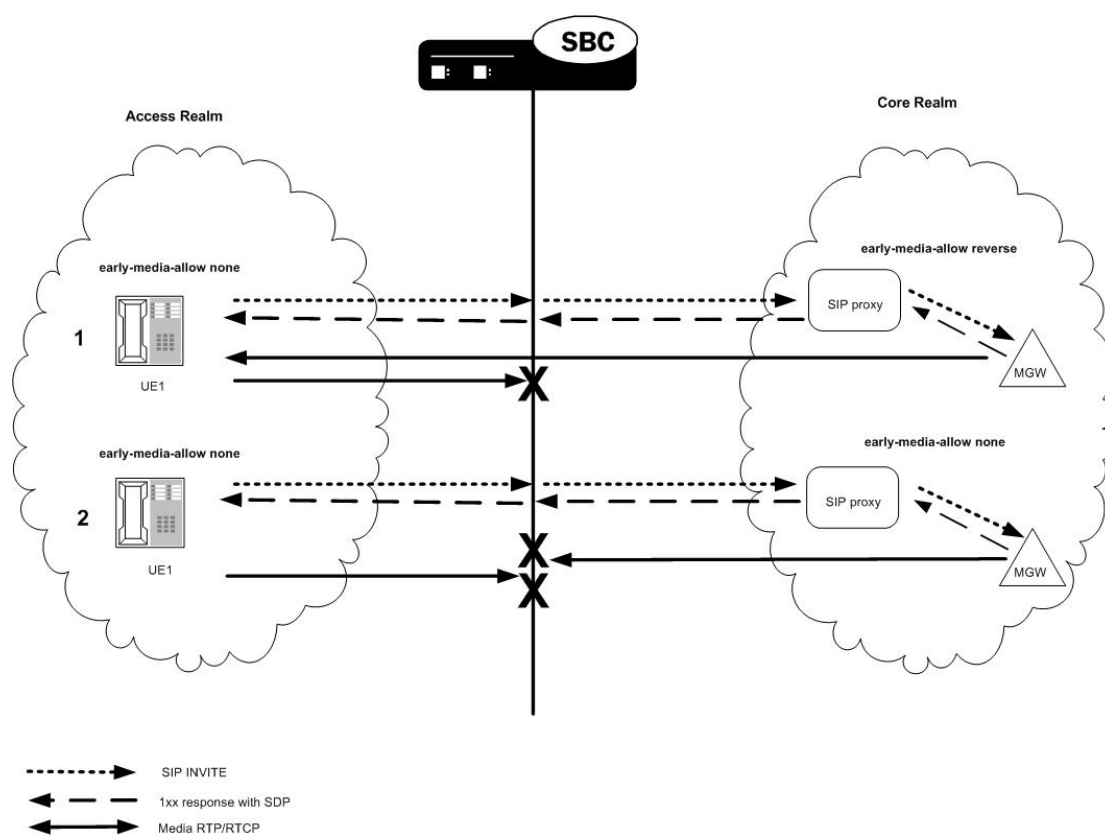 SBC
Access Realm
Core Realm
early-media-allow none
early-media-allow reverse
SIP proxy
1
UE1
MGW
early-media-allow none
early-media-allow none
SIP proxy
2
UE1
MGW
X
X
X
SIP INVITE
1xx response with SDP
Media RTP/RTCP